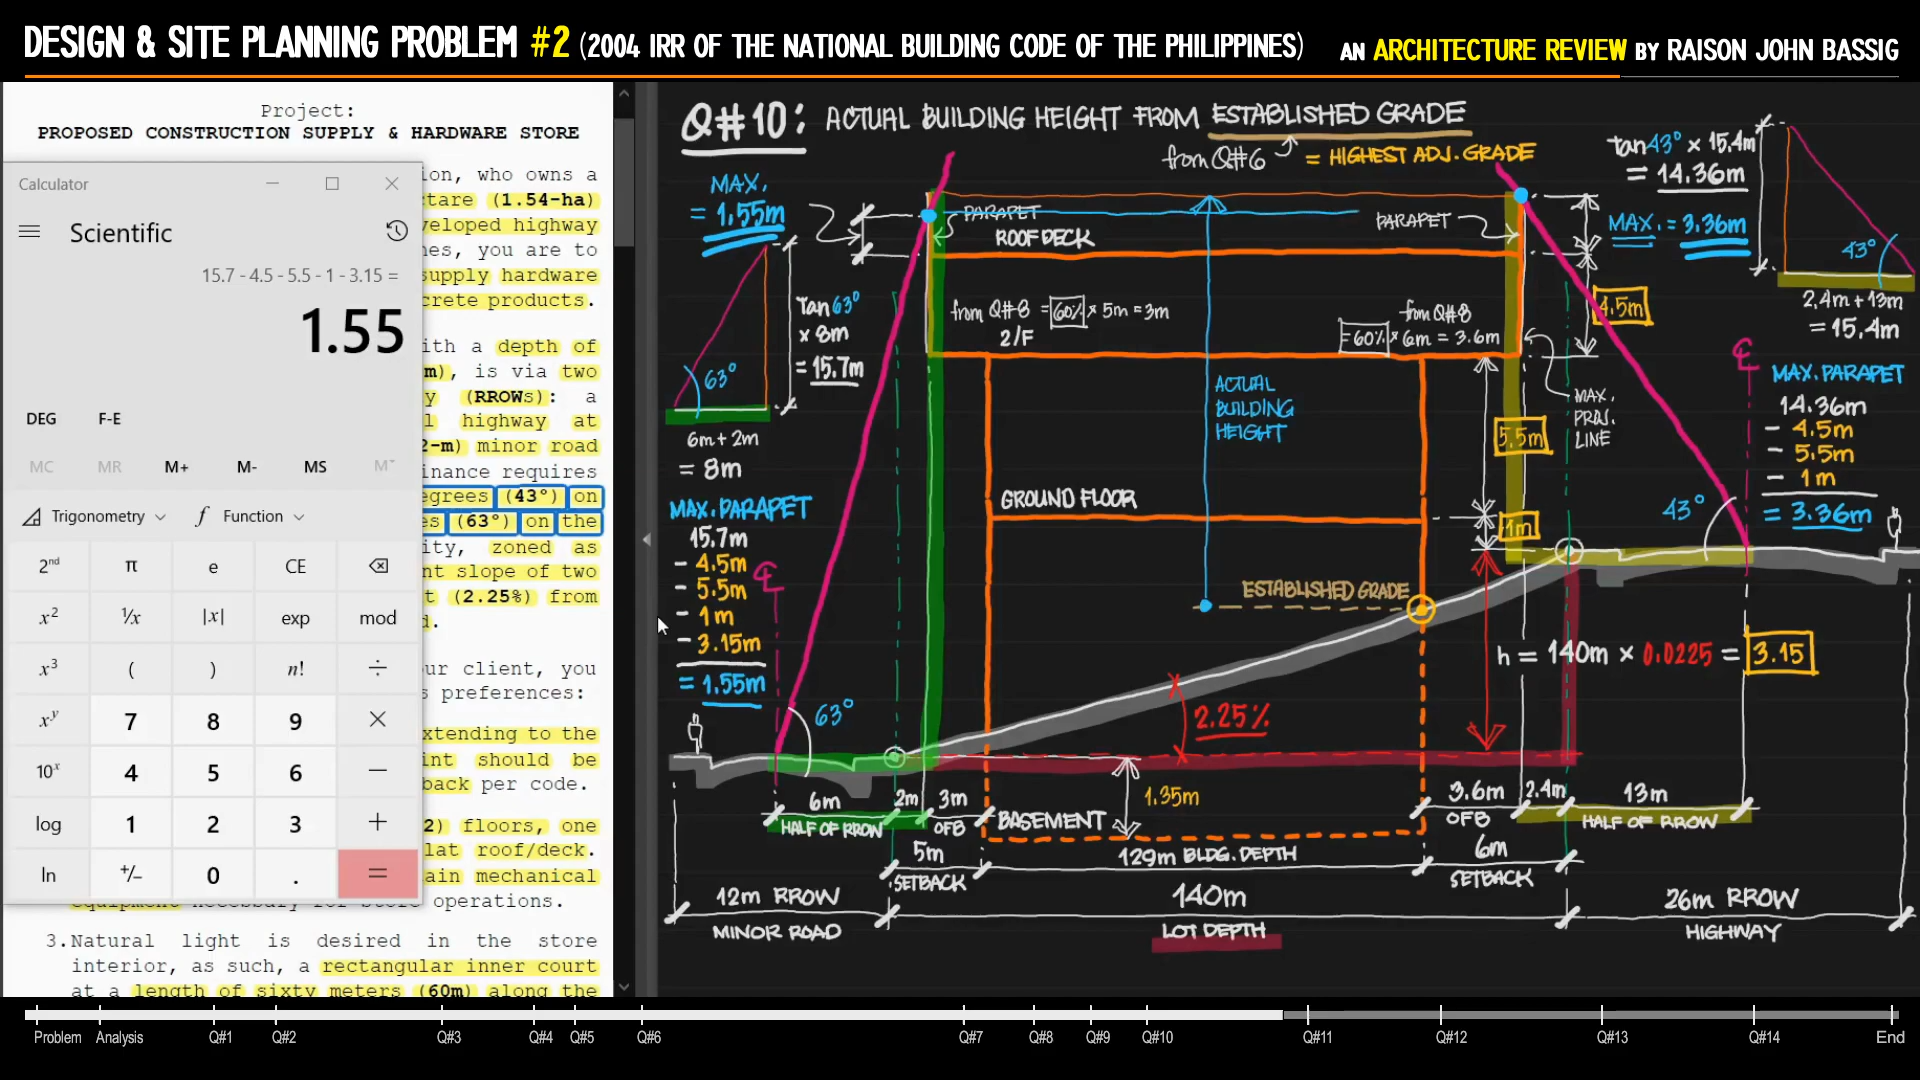 DESIGN & SITE PLANNING PROBLEM #2 (2004 IRR OF THE NATIONAL BUILDING CODE OF THE PHILIPPINES) AN ARCHITECTURE REVIEW BY RAISON JOHN BASSIG
Project:
PROPOSED CONSTRUCTION SUPPLY & HARDWARE STORE
ion, who owns a
ctare (1.54-ha)
veloped highway
nes, you are to
supply hardware
crete products.
ith a depth of
m), is via two
y (RROWs): a
l highway at
2-m) minor road
inance requires
egrees (43°) on
es (63°) on the
ity, zoned as
nt slope of two
t (2.25%) from
d.
ur client, you
s preferences:
xtending to the
int should be
back per code.
2) floors, one
lat roof/deck.
ain mechanical
equipment necessary for store operations.
3. Natural light is desired in the store
interior, as such, a rectangular inner court
at a length of sixty meters (60m) along the
Calculator
Scientific
15.7 - 4.5 - 5.5 - 1 - 3.15 =
1.55
DEG F-E
MC MR M+ M- MS M˅
Trigonometry f Function
2nd π e CE
x² ¹/x |x| exp mod
x³ ( ) n! ÷
xʸ 7 8 9 ×
10ˣ 4 5 6 −
log 1 2 3 +
ln +/− 0 . =
Q#10: ACTUAL BUILDING HEIGHT FROM ESTABLISHED GRADE
from Q#6 = HIGHEST ADJ. GRADE
MAX.
= 1.55m
PARAPET
ROOF DECK
PARAPET
tan43° × 15.4m
= 14.36m
MAX. = 3.36m
43°
2.4m + 13m
= 15.4m
Tan63°
× 8m
= 15.7m
63°
6m + 2m
= 8m
from Q#8 = 60% × 5m = 3m
2/F
from Q#8
= 60% × 6m = 3.6m
4.5m
ACTUAL
BUILDING
HEIGHT
MAX.
PROJ.
LINE
5.5m
1m
MAX. PARAPET
14.36m
- 4.5m
- 5.5m
- 1m
= 3.36m
MAX. PARAPET
15.7m
- 4.5m
- 5.5m
- 1m
- 3.15m
= 1.55m
GROUND FLOOR
43°
ESTABLISHED GRADE
h = 140m × 0.0225 = 3.15
63°
2.25%
6m
HALF OF RROW
2m
3m
OFB
BASEMENT
1.35m
3.6m
OFB
2.4m
13m
HALF OF RROW
5m
SETBACK
129m BLDG. DEPTH
6m
SETBACK
12m RROW
MINOR ROAD
140m
LOT DEPTH
26m RROW
HIGHWAY
Problem Analysis Q#1 Q#2 Q#3 Q#4 Q#5 Q#6 Q#7 Q#8 Q#9 Q#10 Q#11 Q#12 Q#13 Q#14 End